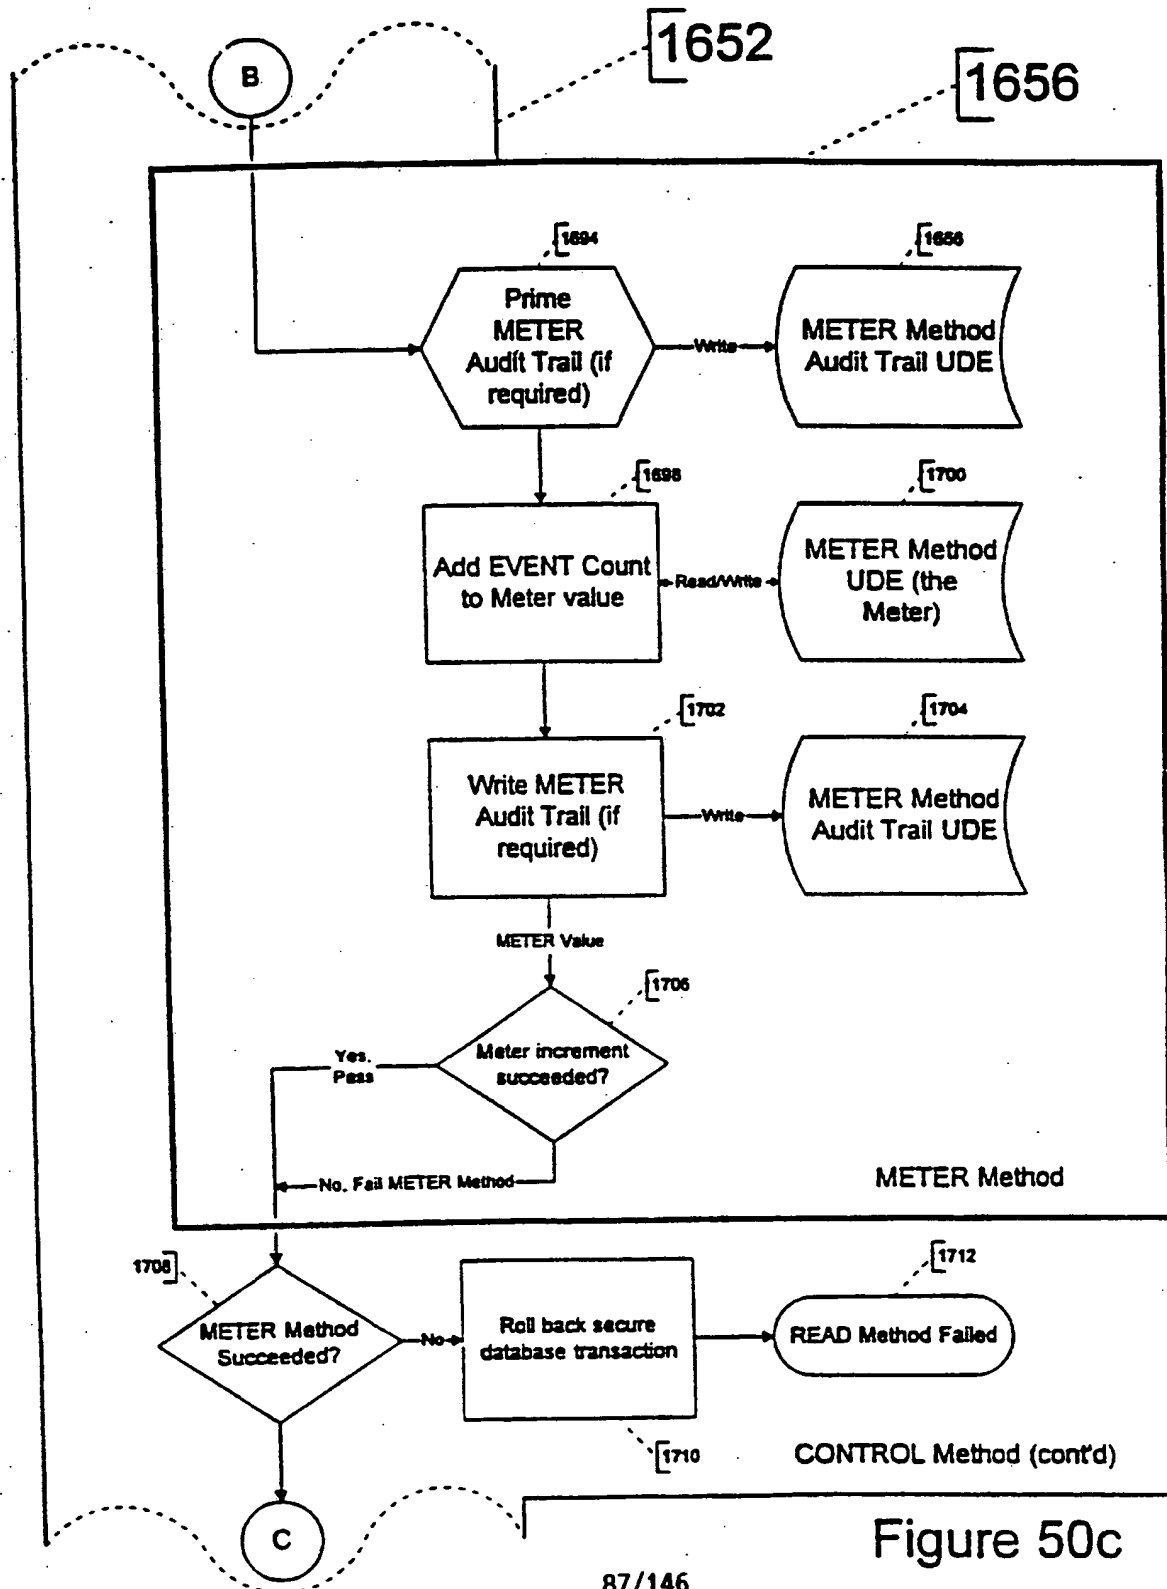 1652
B
1656
1694
1656
Prime
METER
Audit Trail (if
required)
Write
METER Method
Audit Trail UDE
1698
1700
Add EVENT Count
to Meter value
Read/Write
METER Method
UDE (the
Meter)
1702
1704
Write METER
Audit Trail (if
required)
Write
METER Method
Audit Trail UDE
METER Value
1706
Meter increment
succeeded?
Yes.
Pass
No. Fail METER Method
METER Method
1708
1712
METER Method
Succeeded?
No
Roll back secure
database transaction
READ Method Failed
1710
CONTROL Method (cont'd)
C
Figure 50c
87/146